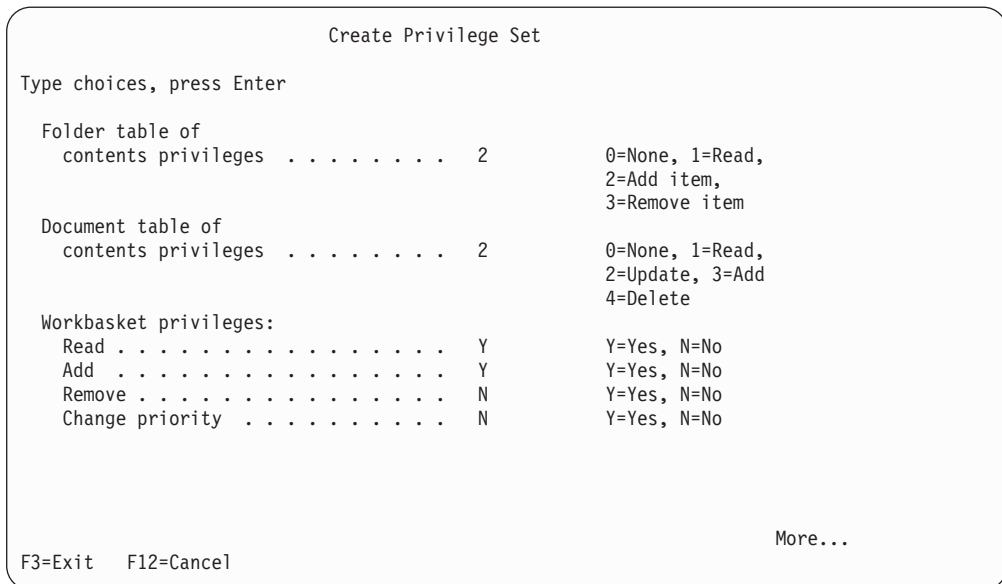 Create Privilege Set
Type choices, press Enter
Folder table of
contents privileges . . . . . . . . 2 0=None, 1=Read,
2=Add item,
3=Remove item
Document table of
contents privileges . . . . . . . . 2 0=None, 1=Read,
2=Update, 3=Add
4=Delete
Workbasket privileges:
Read . . . . . . . . . . . . . . . . Y Y=Yes, N=No
Add . . . . . . . . . . . . . . . . Y Y=Yes, N=No
Remove . . . . . . . . . . . . . . . N Y=Yes, N=No
Change priority . . . . . . . . . . N Y=Yes, N=No
More...
F3=Exit F12=Cancel